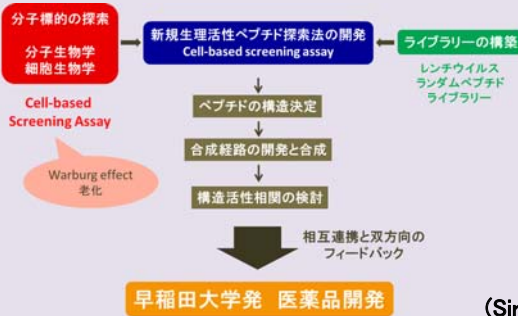 分子標的の探索
分子生物学
細胞生物学
新規生理活性ペプチド探索法の開発
Cell-based screening assay
ライブラリーの構築
レンチウイルス
ランダムペプチド
ライブラリー
Cell-based
Screening Assay
Warburg effect
老化
ペプチドの構造決定
合成経路の開発と合成
構造活性相関の検討
相互連携と双方向の
フィードバック
早稲田大学発 医薬品開発
(Sir